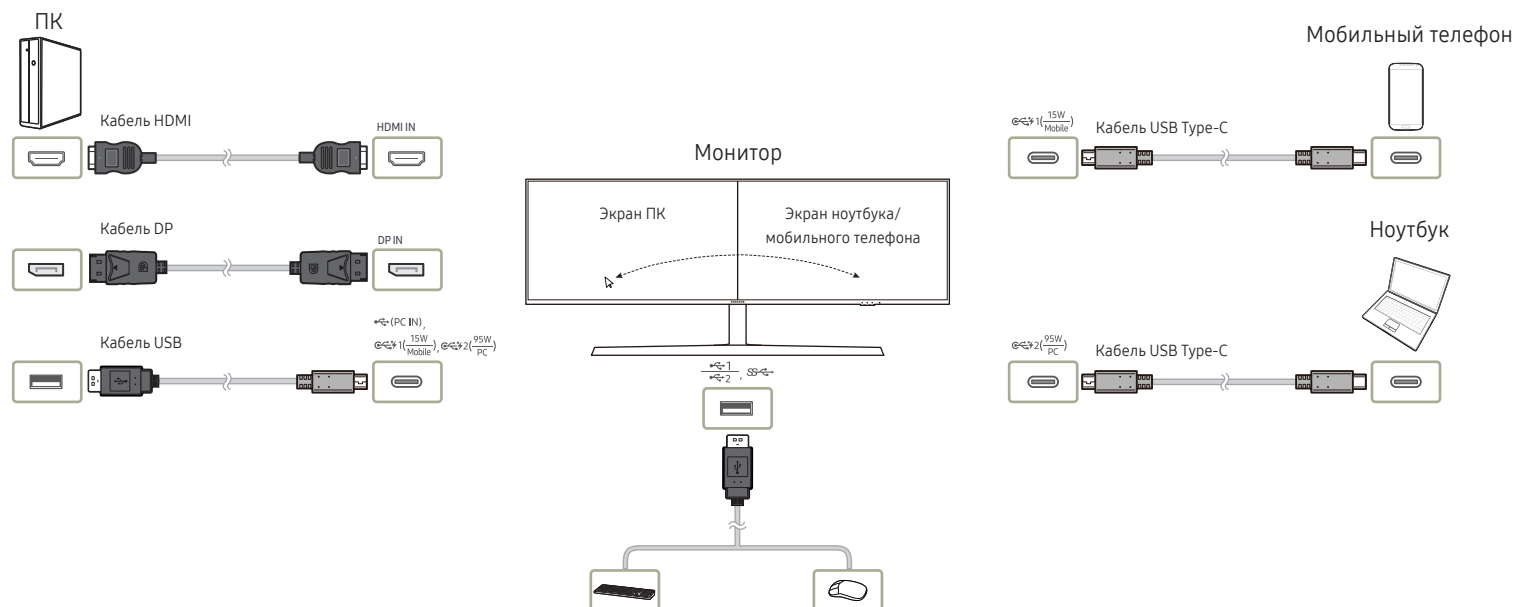 ПК
Кабель HDMI
HDMI IN
Кабель DP
DP IN
Кабель USB
(PC IN),
1(15W/Mobile), 2(95W/PC)
Монитор
Экран ПК
Экран ноутбука/
мобильного телефона
1/2, SS
Мобильный телефон
1(15W/Mobile)
Кабель USB Type-C
Ноутбук
2(95W/PC)
Кабель USB Type-C